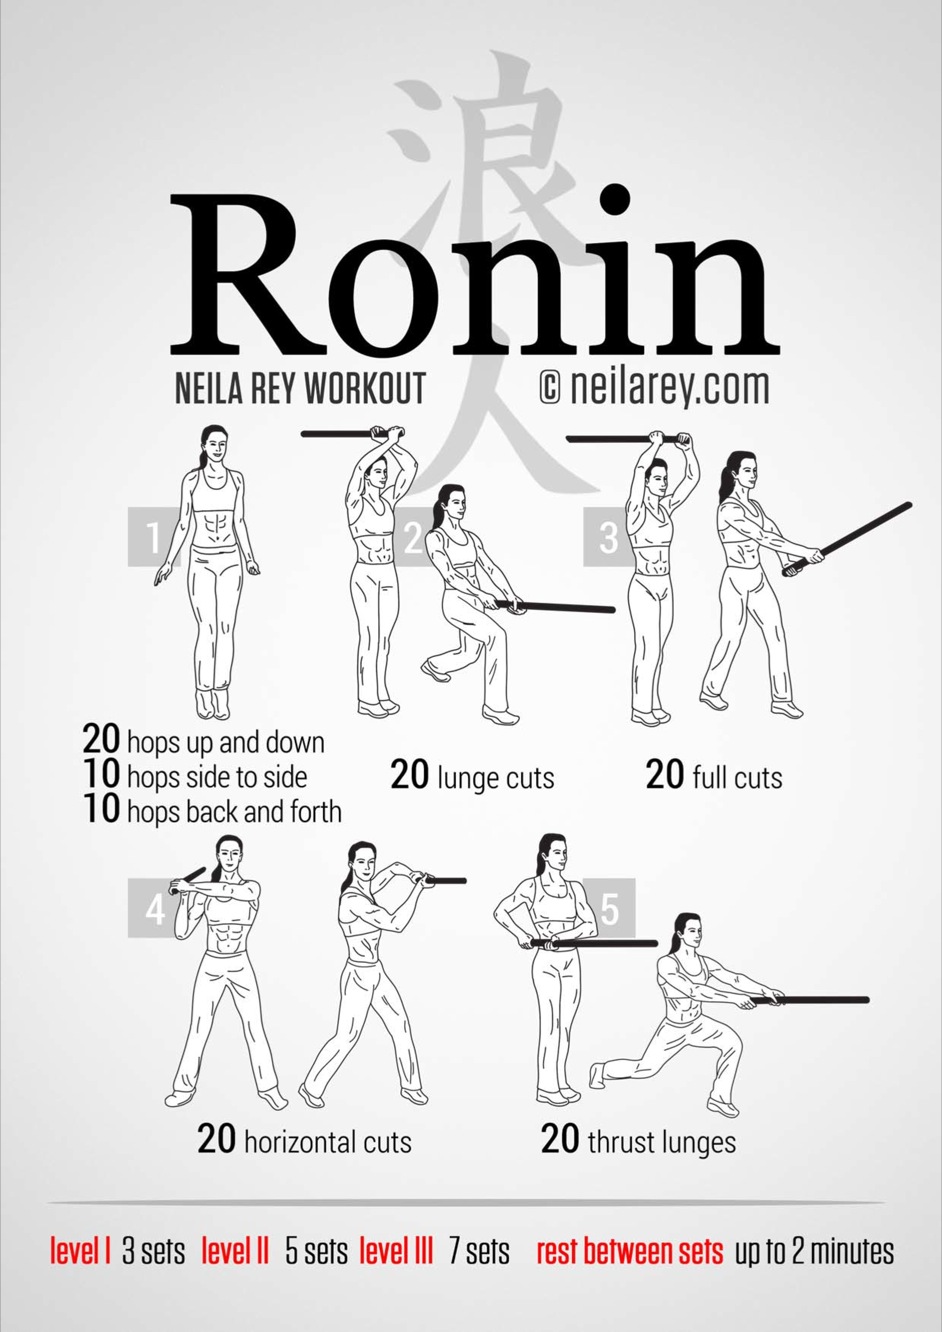 浪人
Ronin
NEILA REY WORKOUT © neilarey.com
1
2
3
20 hops up and down
10 hops side to side
10 hops back and forth
20 lunge cuts
20 full cuts
4
5
20 horizontal cuts
20 thrust lunges
level I 3 sets level II 5 sets level III 7 sets rest between sets up to 2 minutes